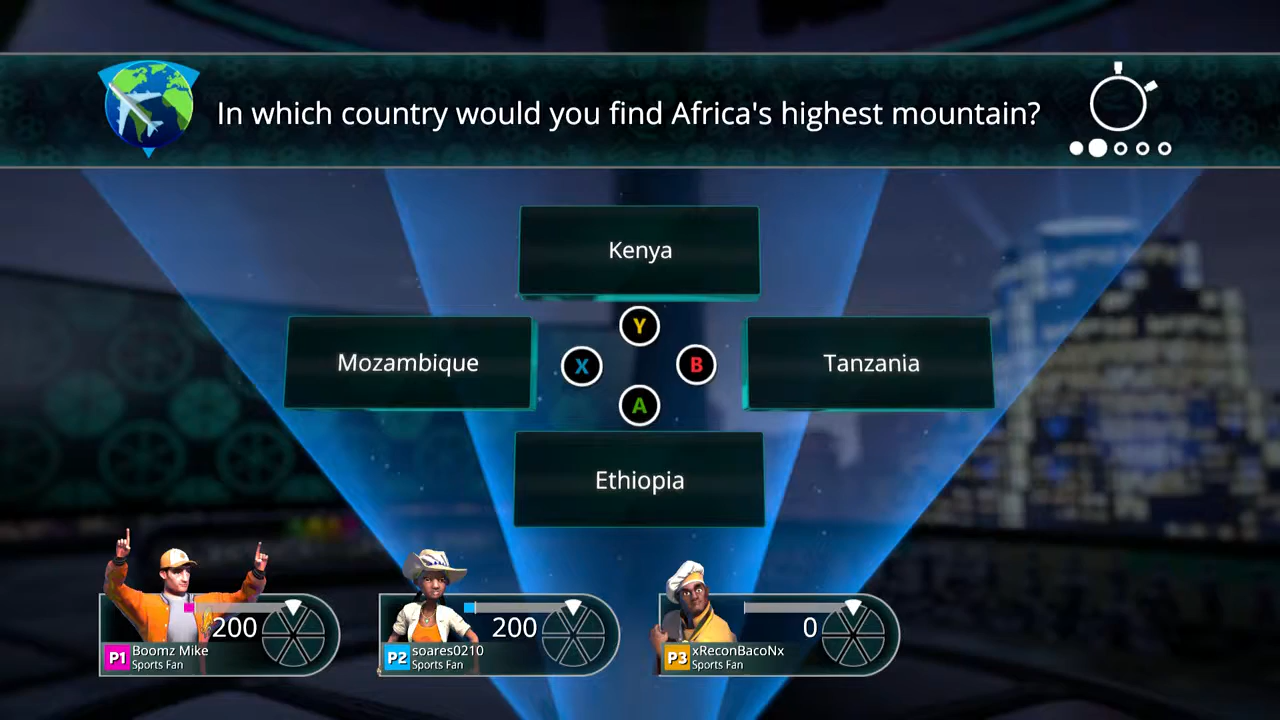 In which country would you find Africa's highest mountain?
Kenya
Y
Mozambique
X
B
Tanzania
A
Ethiopia
200
P1
Boomz Mike
Sports Fan
200
P2
soares0210
Sports Fan
0
P3
xReconBacoNx
Sports Fan